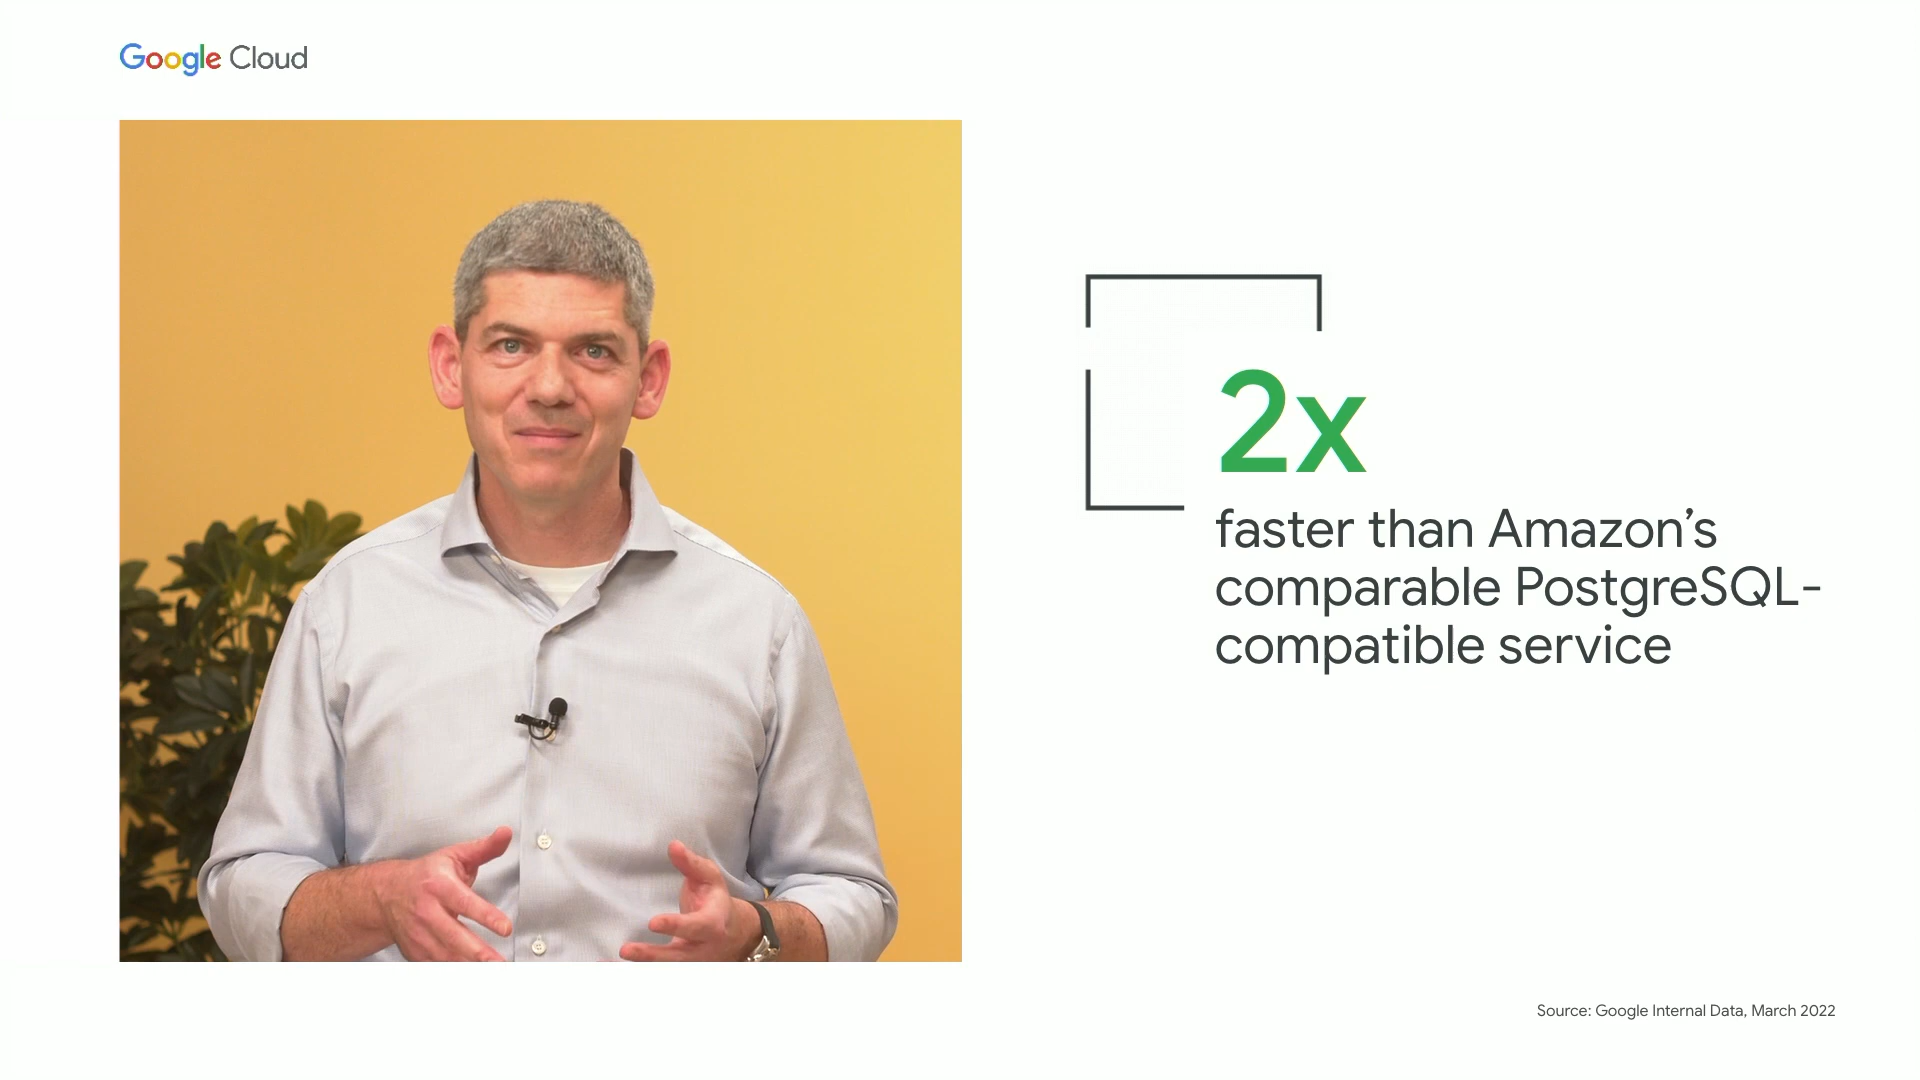 Google Cloud
2x
faster than Amazon’s
comparable PostgreSQL-
compatible service
Source: Google Internal Data, March 2022